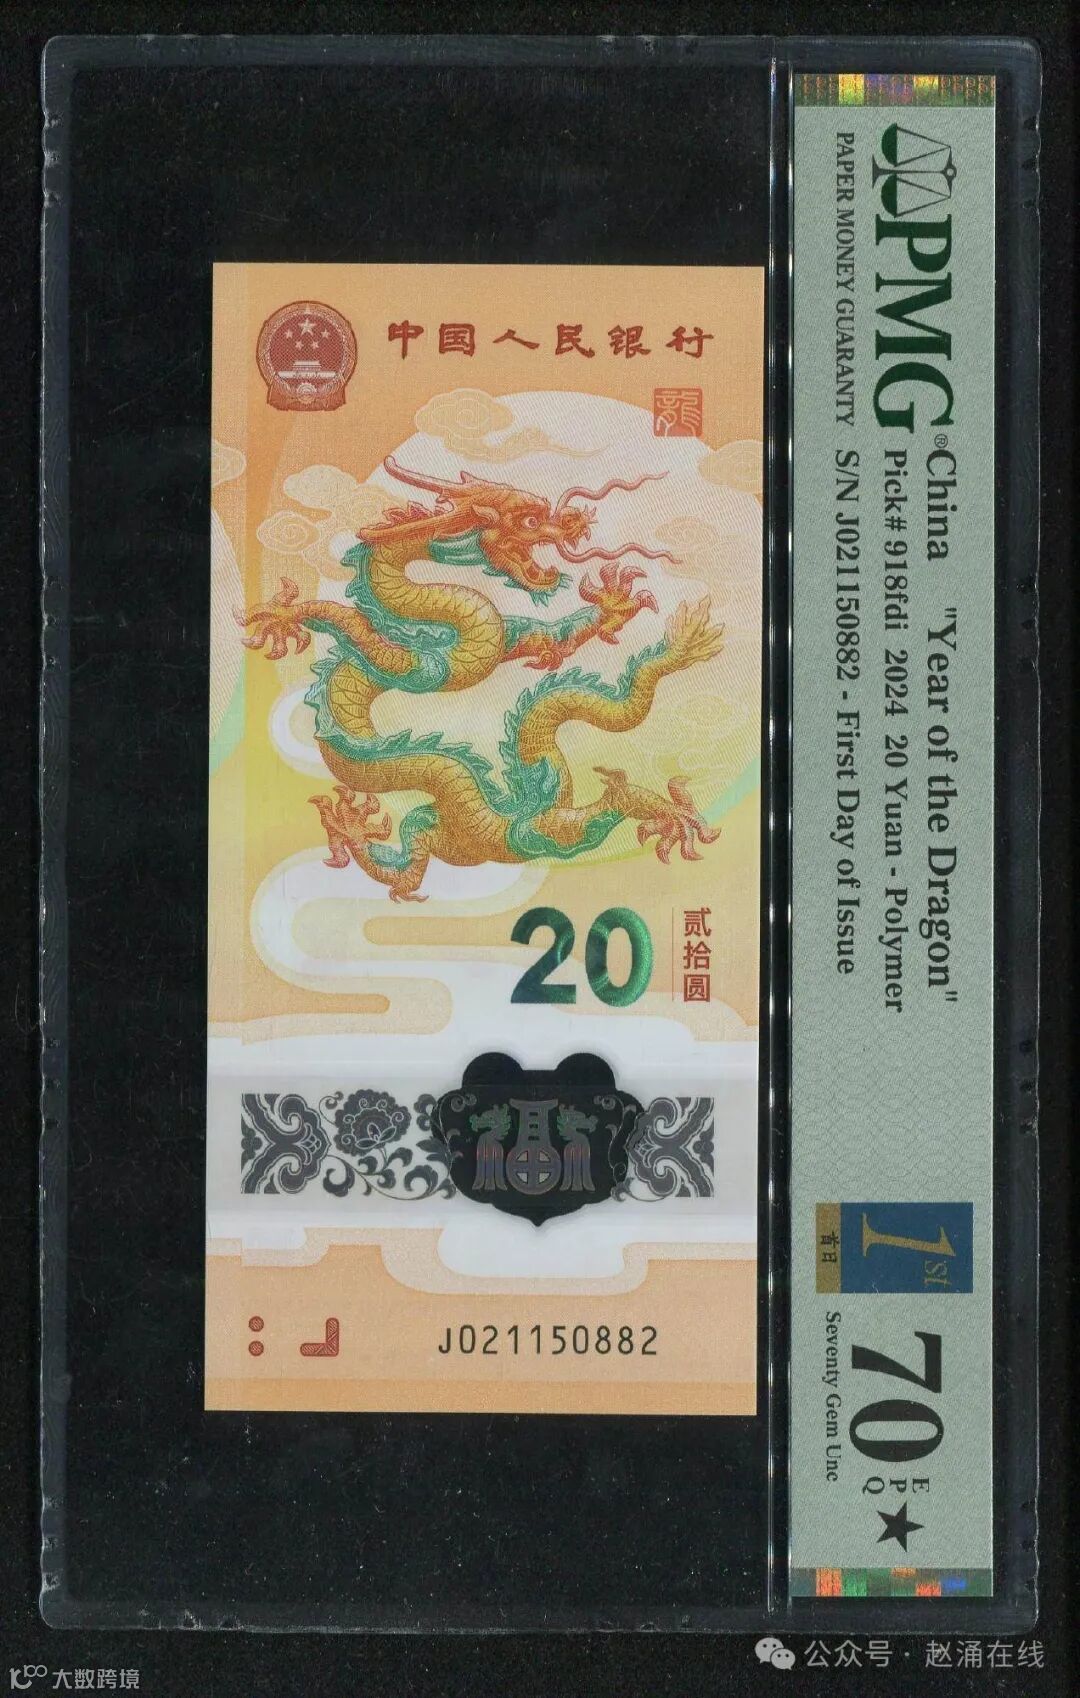 中国人民银行
龍
20
贰拾圆
福
J021150882
PMG
®
PAPER MONEY GUARANTY
China "Year of the Dragon"
Pick# 918fdi 2024 20 Yuan - Polymer
S/N J021150882 - First Day of Issue
1st
首日
70 EPQ★
Seventy Gem Unc
公众号 · 赵涌在线
大数跨境